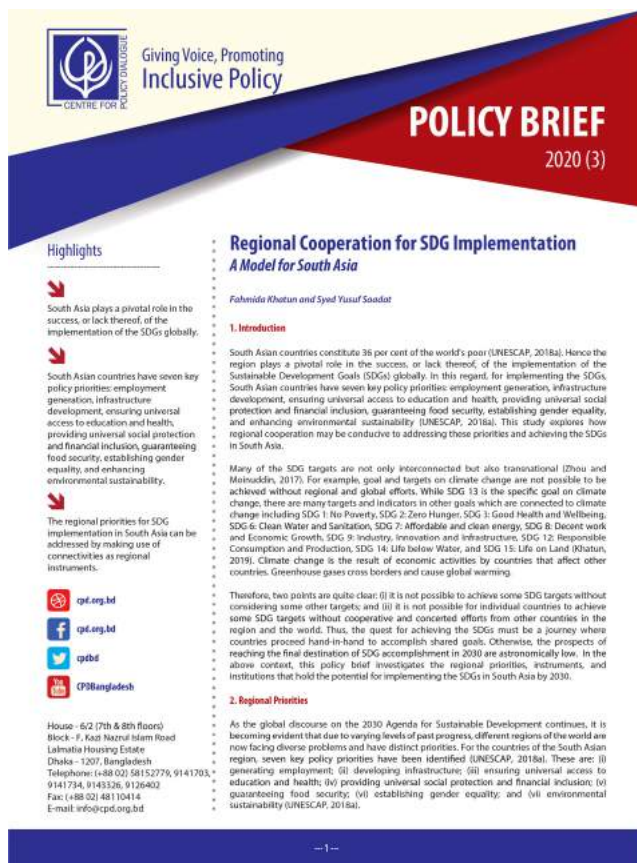 CENTRE FOR POLICY DIALOGUE
Giving Voice, Promoting
Inclusive Policy
POLICY BRIEF
2020 (3)
Highlights
South Asia plays a pivotal role in the
success, or lack thereof, of the
implementation of the SDGs globally.
South Asian countries have seven key
policy priorities: employment
generation, infrastructure
development, ensuring universal
access to education and health,
providing universal social protection
and financial inclusion, guaranteeing
food security, establishing gender
equality, and enhancing
environmental sustainability.
The regional priorities for SDG
implementation in South Asia can be
addressed by making use of
connectivities as regional
instruments.
cpd.org.bd
cpd.org.bd
cpdbd
You
Tube
CPDBangladesh
House - 6/2 (7th & 8th floors)
Block - F, Kazi Nazrul Islam Road
Lalmatia Housing Estate
Dhaka - 1207, Bangladesh
Telephone: (+88 02) 58152779, 9141703,
9141734, 9143326, 9126402
Fax: (+88 02) 48110414
E-mail: info@cpd.org.bd
Regional Cooperation for SDG Implementation
A Model for South Asia
Fahmida Khatun and Syed Yusuf Saadat
1. Introduction
South Asian countries constitute 36 per cent of the world's poor (UNESCAP, 2018a). Hence the
region plays a pivotal role in the success, or lack thereof, of the implementation of the
Sustainable Development Goals (SDGs) globally. In this regard, for implementing the SDGs,
South Asian countries have seven key policy priorities: employment generation, infrastructure
development, ensuring universal access to education and health, providing universal social
protection and financial inclusion, guaranteeing food security, establishing gender equality,
and enhancing environmental sustainability (UNESCAP, 2018a). This study explores how
regional cooperation may be conducive to addressing these priorities and achieving the SDGs
in South Asia.
Many of the SDG targets are not only interconnected but also transnational (Zhou and
Moinuddin, 2017). For example, goal and targets on climate change are not possible to be
achieved without regional and global efforts. While SDG 13 is the specific goal on climate
change, there are many targets and indicators in other goals which are connected to climate
change including SDG 1: No Poverty, SDG 2: Zero Hunger, SDG 3: Good Health and Wellbeing,
SDG 6: Clean Water and Sanitation, SDG 7: Affordable and clean energy, SDG 8: Decent work
and Economic Growth, SDG 9: Industry, Innovation and Infrastructure, SDG 12: Responsible
Consumption and Production, SDG 14: Life below Water, and SDG 15: Life on Land (Khatun,
2019). Climate change is the result of economic activities by countries that affect other
countries. Greenhouse gases cross borders and cause global warming.
Therefore, two points are quite clear: (i) it is not possible to achieve some SDG targets without
considering some other targets; and (ii) it is not possible for individual countries to achieve
some SDG targets without cooperative and concerted efforts from other countries in the
region and the world. Thus, the quest for achieving the SDGs must be a journey where
countries proceed hand-in-hand to accomplish shared goals. Otherwise, the prospects of
reaching the final destination of SDG accomplishment in 2030 are astronomically low. In the
above context, this policy brief investigates the regional priorities, instruments, and
institutions that hold the potential for implementing the SDGs in South Asia by 2030.
2. Regional Priorities
As the global discourse on the 2030 Agenda for Sustainable Development continues, it is
becoming evident that due to varying levels of past progress, different regions of the world are
now facing diverse problems and have distinct priorities. For the countries of the South Asian
region, seven key policy priorities have been identified (UNESCAP, 2018a). These are: (i)
generating employment; (ii) developing infrastructure; (iii) ensuring universal access to
education and health; (iv) providing universal social protection and financial inclusion; (v)
guaranteeing food security; (vi) establishing gender equality; and (vii) environmental
sustainability (UNESCAP, 2018a).
—1—